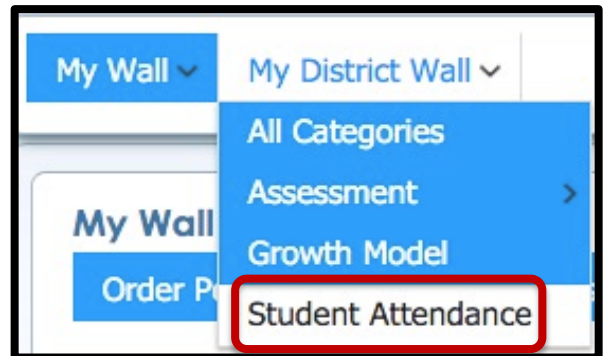 My Wall My District Wall
All Categories
Assessment
My Wall
Growth Model
Order
Student Attendance